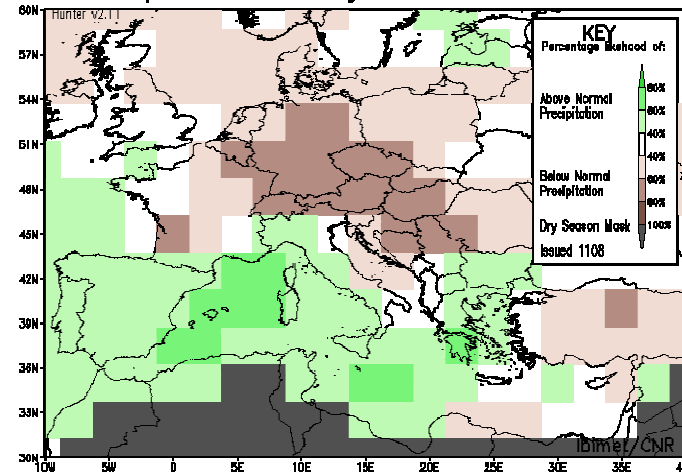 Hunter v2.11
60N
57N
54N
51N
48N
45N
42N
39N
36N
33N
30N
10W 5W 0 5E 10E 15E 20E 25E 30E 35E
KEY
Percentage likelihood of:
Above Normal
Precipitation
Below Normal
Precipitation
Dry Season Mask
80%
60%
40%
40%
60%
80%
100%
Issued 1108
Ibimet/CNR